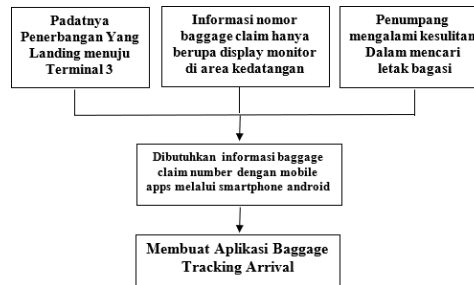 Padatnya
Penerbangan Yang
Landing menuju
Terminal 3
Informasi nomor
baggage claim hanya
berupa display monitor
di area kedatangan
Penumpang
mengalami kesulitan
Dalam mencari
letak bagasi
Dibutuhkan informasi baggage
claim number dengan mobile
apps melalui smartphone android
Membuat Aplikasi Baggage
Tracking Arrival